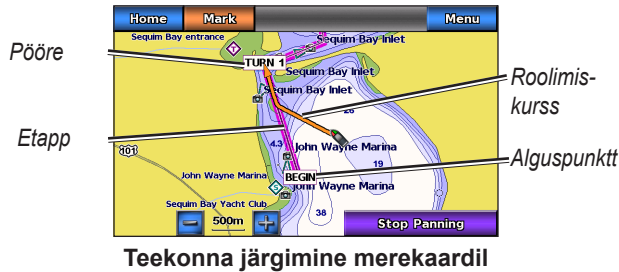 Home
Mark
Menu
Sequim Bay entrance
T
Sequim Bay Inlet
TURN 1
Pööre
Sequim Bay Inlet
Sequim Bay Inlet
Roolimis-
kurss
Etapp
101
4.3
John Wayne Marina
19
Alguspunktt
John Wayne Marina
BEGIN
John Wayne Marina
S
Sequim Bay Yacht Club
38
500m
Stop Panning
Teekonna järgimine merekaardil